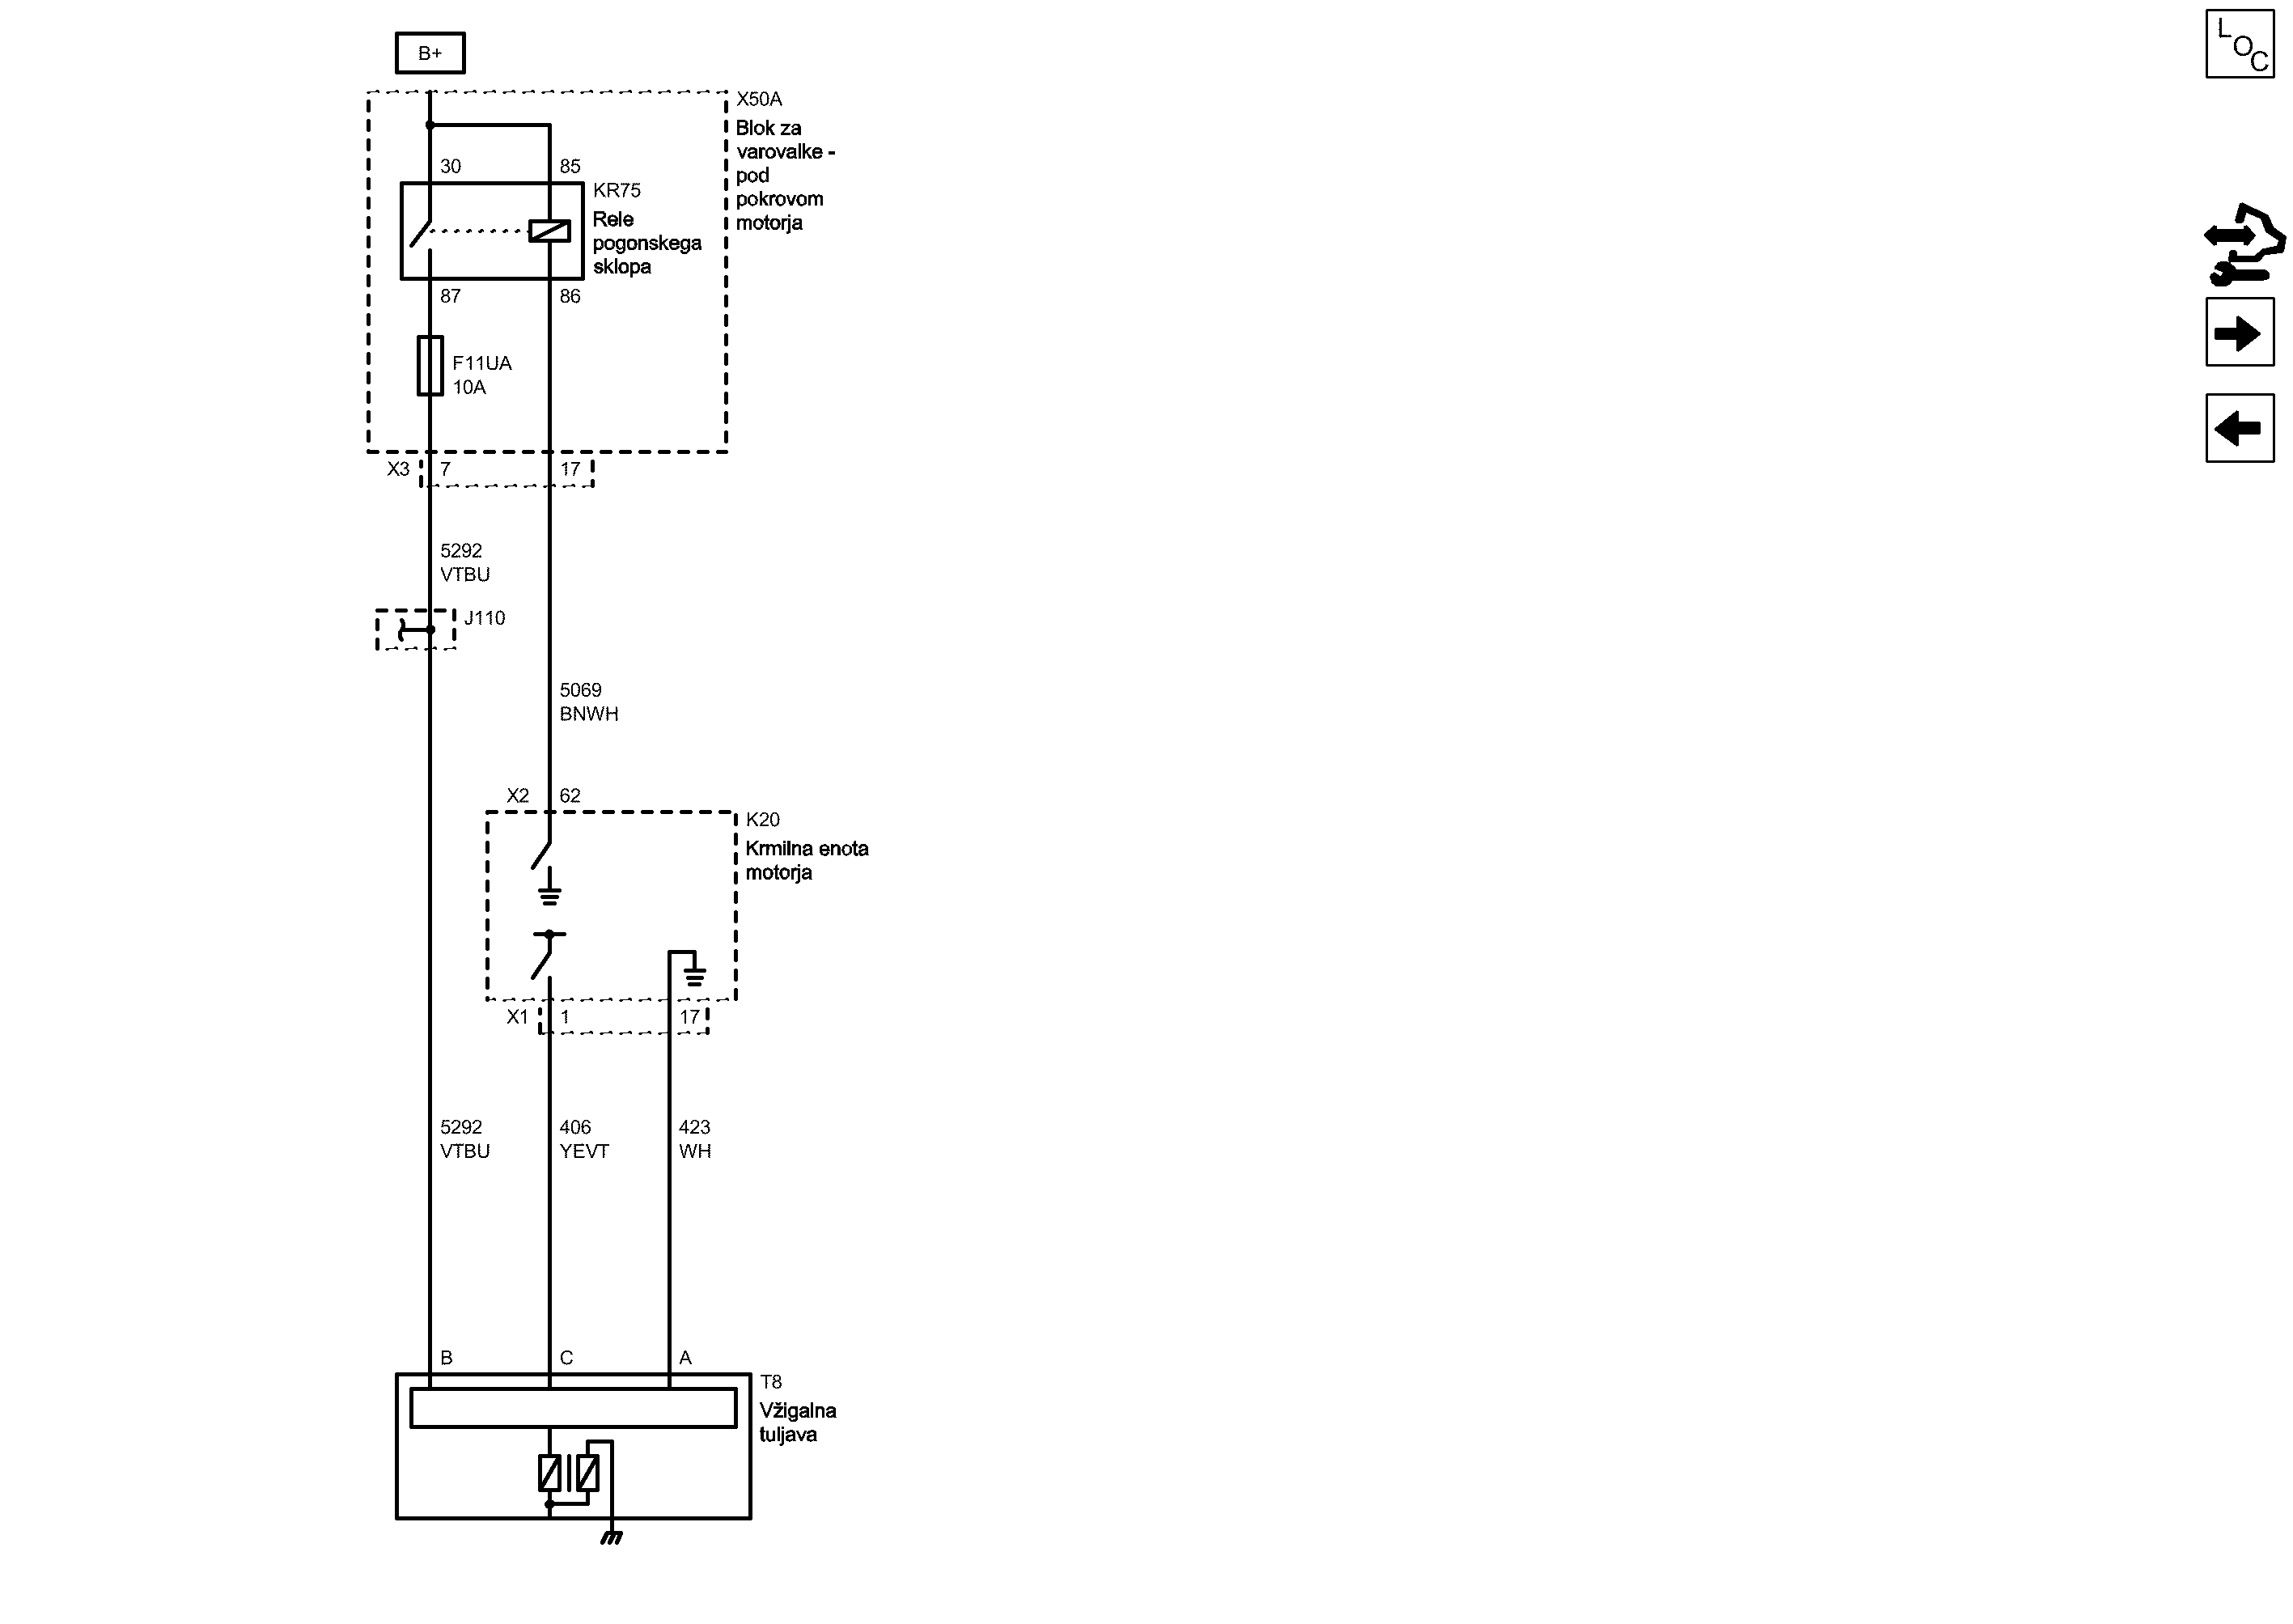 B+
LOC
X50A
Blok za
varovalke -
pod
pokrovom
motorja
30
85
KR75
Rele
pogonskega
sklopa
87
86
F11UA
10A
X3
7
17
5292
VTBU
J110
5069
BNWH
X2
62
K20
Krmilna enota
motorja
X1
1
17
5292
VTBU
406
YEVT
423
WH
B
C
A
T8
Vžigalna
tuljava